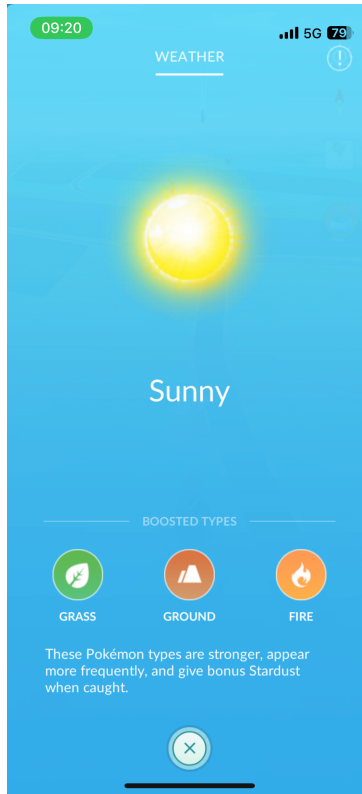 09:20
5G 79
WEATHER
Sunny
BOOSTED TYPES
GRASS
GROUND
FIRE
These Pokémon types are stronger, appear
more frequently, and give bonus Stardust
when caught.